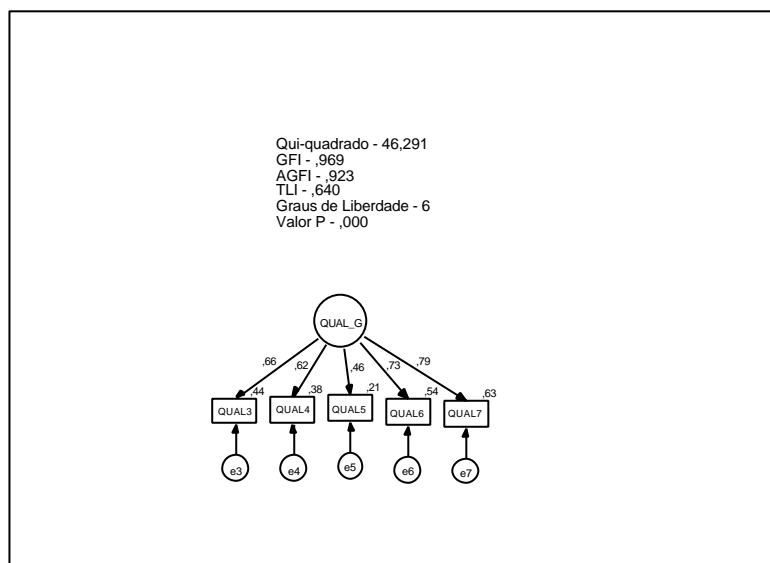 Qui-quadrado - 46,291
GFI - ,969
AGFI - ,923
TLI - ,640
Graus de Liberdade - 6
Valor P - ,000
QUAL_G
,66 ,62 ,46 ,73 ,79
,44 ,38 ,21 ,54 ,63
QUAL3 QUAL4 QUAL5 QUAL6 QUAL7
e3 e4 e5 e6 e7